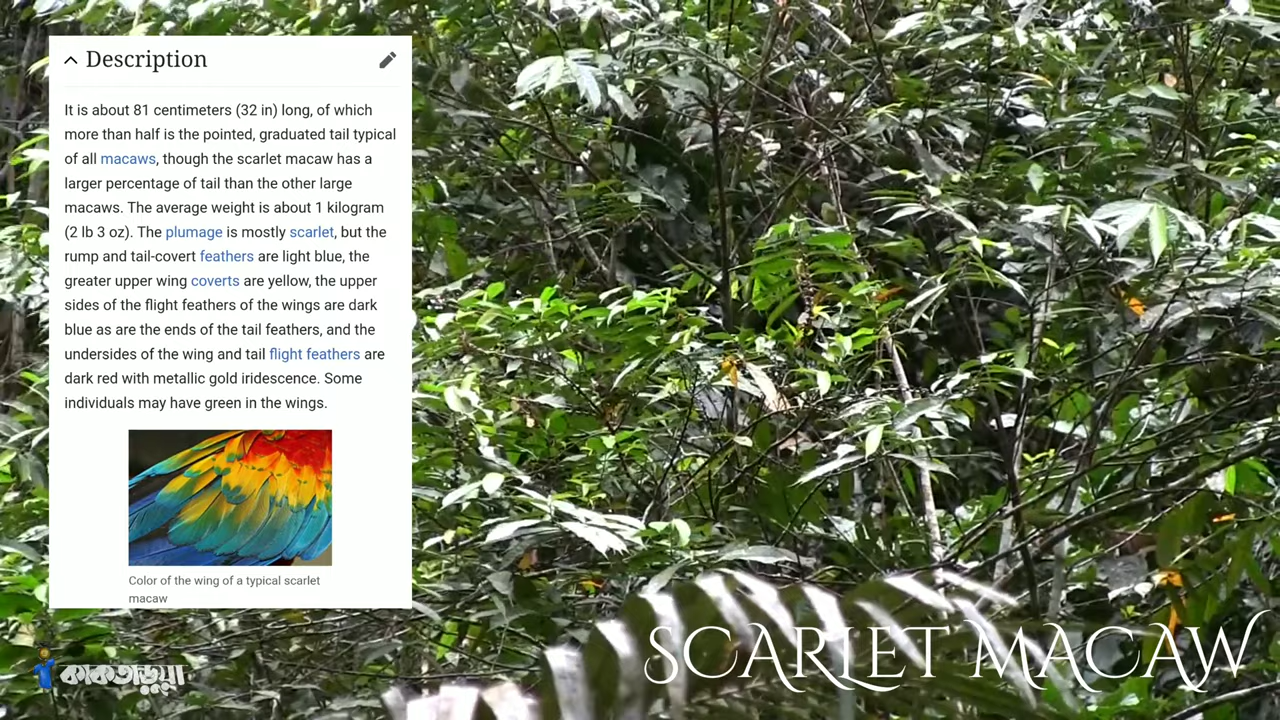 Description
It is about 81 centimeters (32 in) long, of which
more than half is the pointed, graduated tail typical
of all macaws, though the scarlet macaw has a
larger percentage of tail than the other large
macaws. The average weight is about 1 kilogram
(2 lb 3 oz). The plumage is mostly scarlet, but the
rump and tail-covert feathers are light blue, the
greater upper wing coverts are yellow, the upper
sides of the flight feathers of the wings are dark
blue as are the ends of the tail feathers, and the
undersides of the wing and tail flight feathers are
dark red with metallic gold iridescence. Some
individuals may have green in the wings.
Color of the wing of a typical scarlet
macaw
SCARLET MACAW
কাকতাড়ুয়া